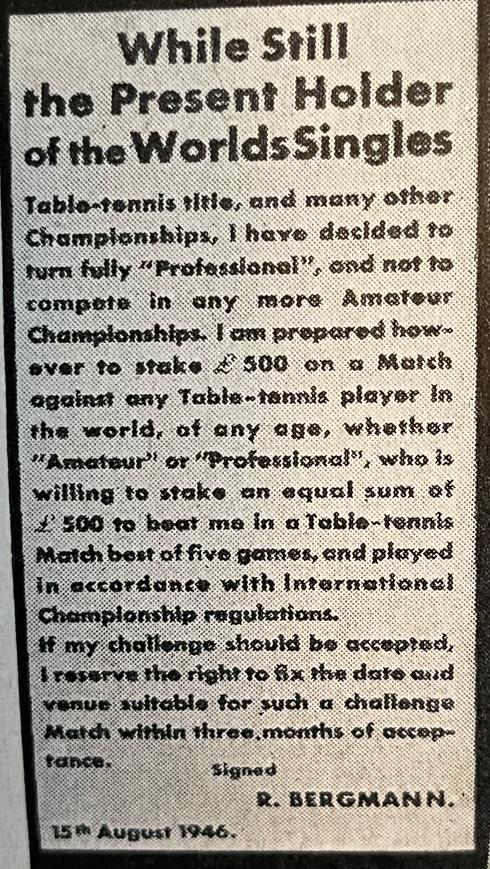 While Still
the Present Holder
of the Worlds Singles
Table-tennis title, and many other
Championships, I have decided to
turn fully "Professional", and not to
compete in any more Amateur
Championships. I am prepared how-
ever to stake £500 on a Match
against any Table-tennis player in
the world, of any age, whether
"Amateur" or "Professional", who is
willing to stake an equal sum of
£500 to beat me in a Table-tennis
Match best of five games, and played
in accordance with International
Championship regulations.
If my challenge should be accepted,
I reserve the right to fix the date and
venue suitable for such a challenge
Match within three months of accep-
tance.
Signed
R. BERGMANN.
15th August 1946.